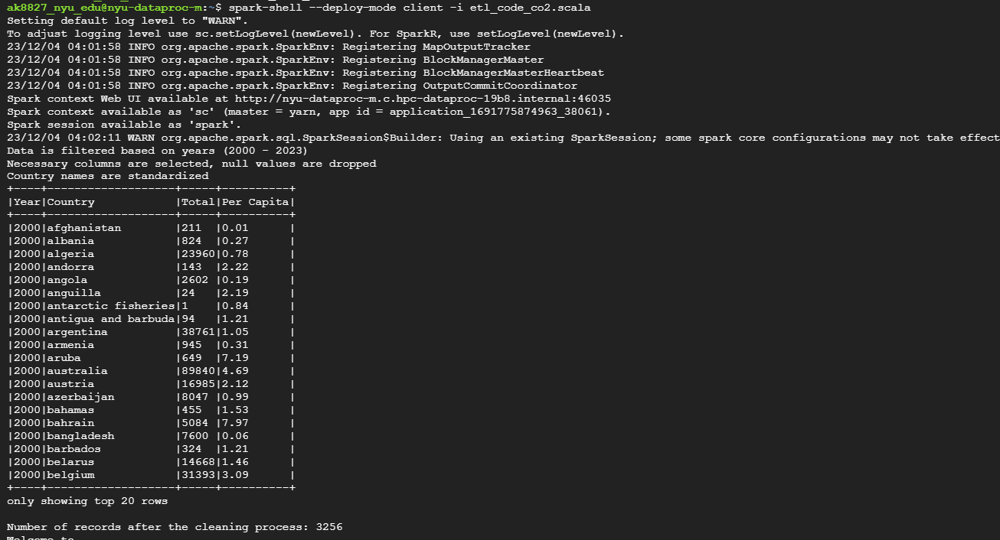 ak8827_nyu_edu@nyu-dataproc-m:~$ spark-shell --deploy-mode client -i etl_code_co2.scala
Setting default log level to "WARN".
To adjust logging level use sc.setLogLevel(newLevel). For SparkR, use setLogLevel(newLevel).
23/12/04 04:01:58 INFO org.apache.spark.SparkEnv: Registering MapOutputTracker
23/12/04 04:01:58 INFO org.apache.spark.SparkEnv: Registering BlockManagerMaster
23/12/04 04:01:58 INFO org.apache.spark.SparkEnv: Registering BlockManagerMasterHeartbeat
23/12/04 04:01:58 INFO org.apache.spark.SparkEnv: Registering OutputCommitCoordinator
Spark context Web UI available at http://nyu-dataproc-m.c.hpc-dataproc-19b8.internal:46035
Spark context available as 'sc' (master = yarn, app id = application_1691775874963_38061).
Spark session available as 'spark'.
23/12/04 04:02:11 WARN org.apache.spark.sql.SparkSession$Builder: Using an existing SparkSession; some spark core configurations may not take effect
Data is filtered based on years (2000 - 2023)
Necessary columns are selected, null values are dropped
Country names are standardized
+----+-------------------+-----+----------+
|Year|Country            |Total|Per Capita|
+----+-------------------+-----+----------+
|2000|afghanistan        |211  |0.01      |
|2000|albania            |824  |0.27      |
|2000|algeria            |23960|0.78      |
|2000|andorra            |143  |2.22      |
|2000|angola             |2602 |0.19      |
|2000|anguilla           |24   |2.19      |
|2000|antarctic fisheries|1    |0.84      |
|2000|antigua and barbuda|94   |1.21      |
|2000|argentina          |38761|1.05      |
|2000|armenia            |945  |0.31      |
|2000|aruba              |649  |7.19      |
|2000|australia          |89840|4.69      |
|2000|austria            |16985|2.12      |
|2000|azerbaijan         |8047 |0.99      |
|2000|bahamas            |455  |1.53      |
|2000|bahrain            |5084 |7.97      |
|2000|bangladesh         |7600 |0.06      |
|2000|barbados           |324  |1.21      |
|2000|belarus            |14668|1.46      |
|2000|belgium            |31393|3.09      |
+----+-------------------+-----+----------+
only showing top 20 rows
Number of records after the cleaning process: 3256
Welcome to